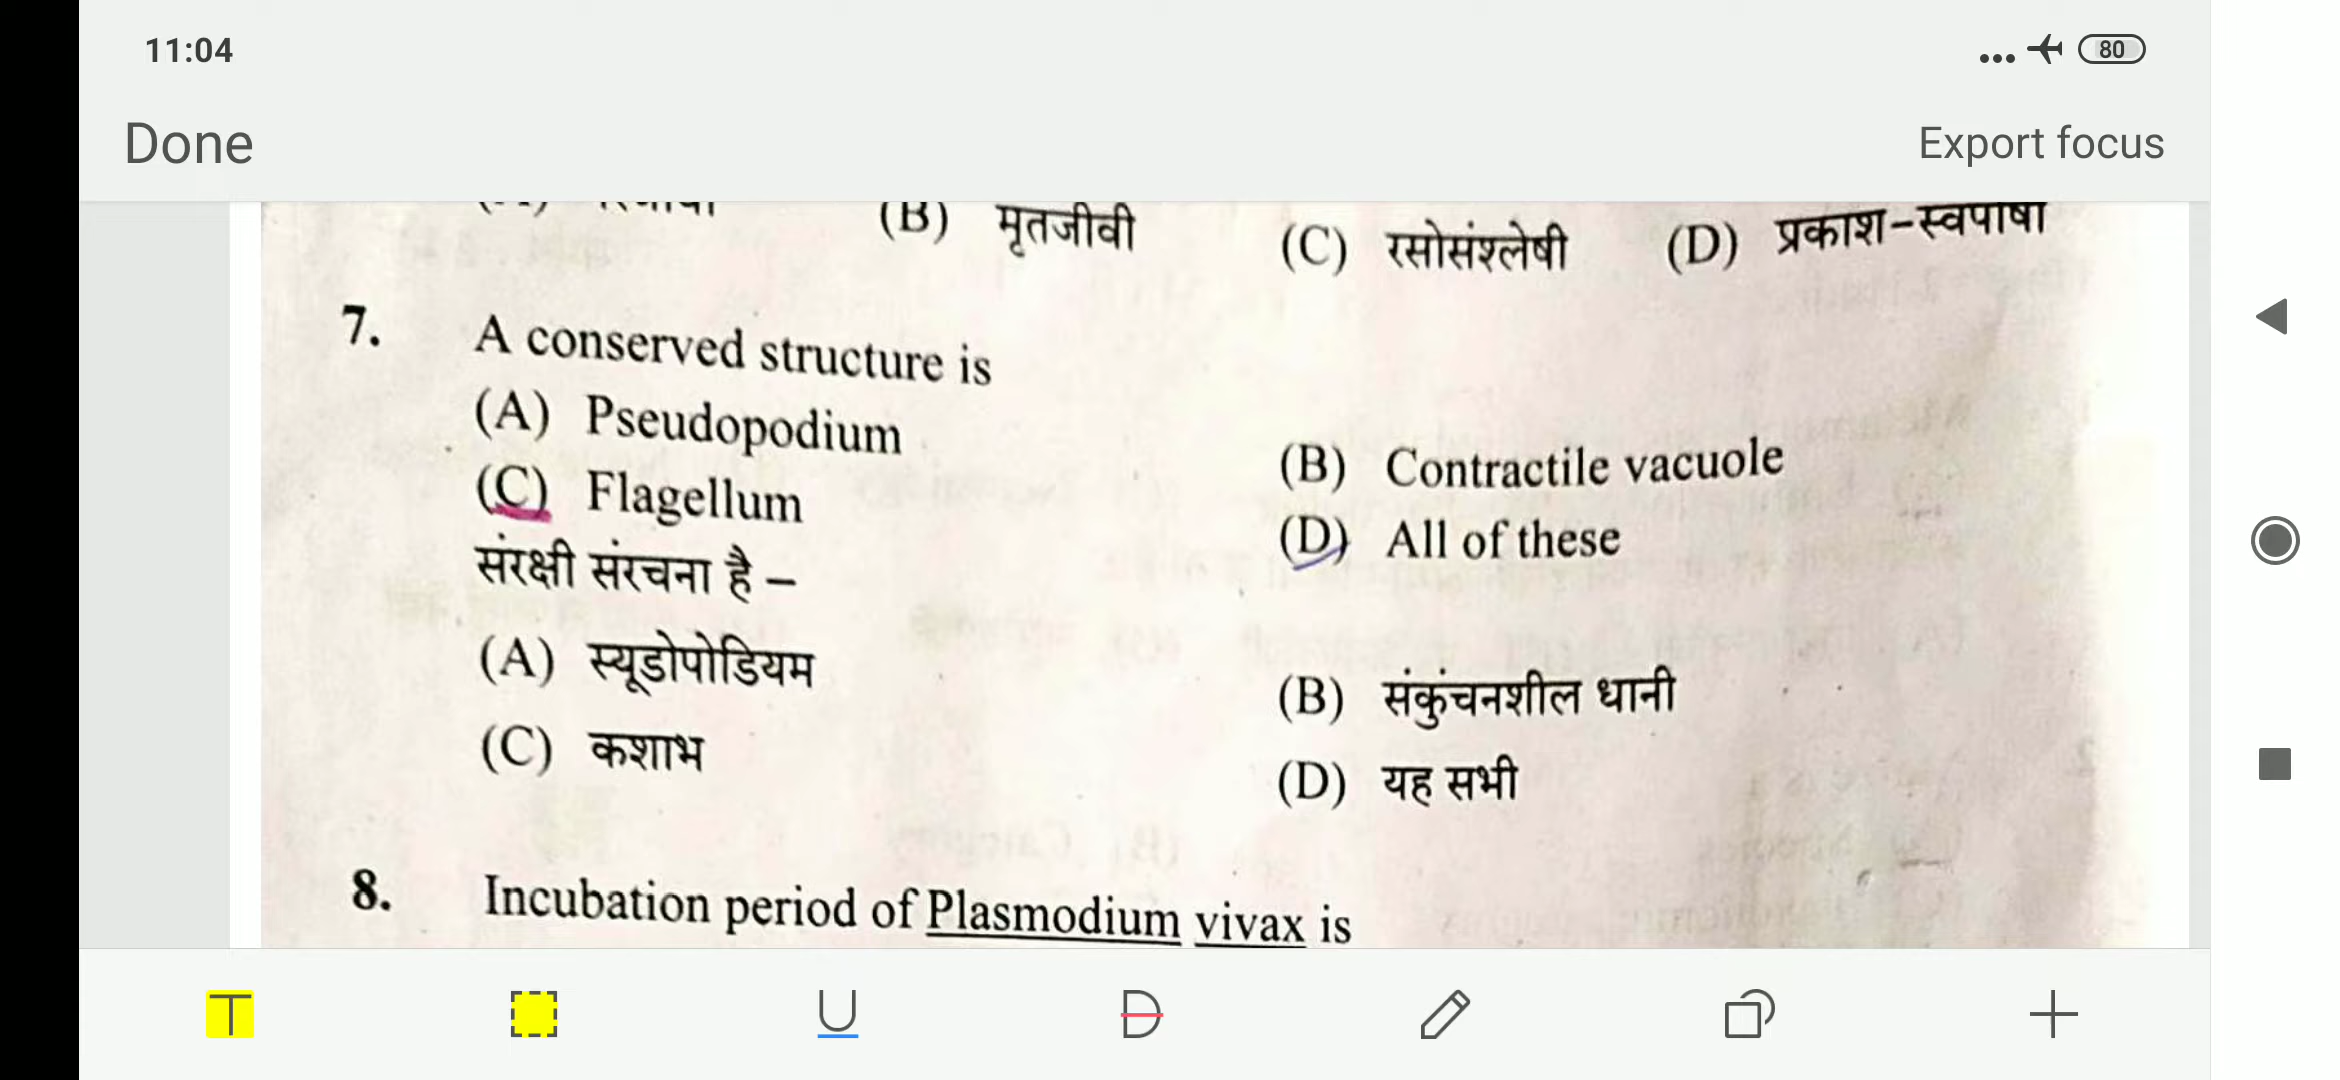 11:04
80
Done Export focus
(B) मृतजीवी (C) रसोसंश्लेषी (D) प्रकाश-स्वपोषी
7. A conserved structure is
(A) Pseudopodium (B) Contractile vacuole
(C) Flagellum (D) All of these
संरक्षी संरचना है –
(A) स्यूडोपोडियम (B) संकुंचनशील धानी
(C) कशाभ (D) यह सभी
8. Incubation period of Plasmodium vivax is